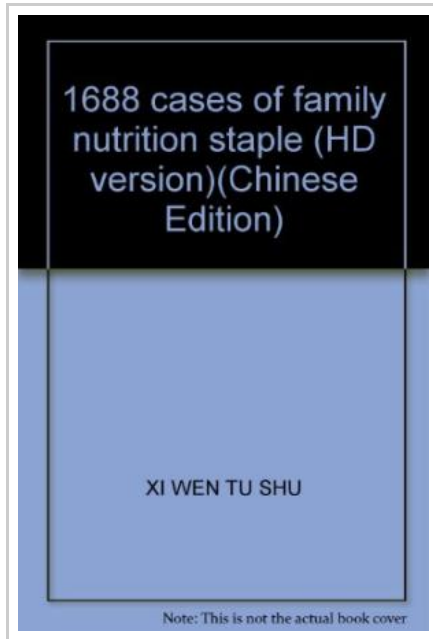 1688 cases of family
nutrition staple (HD
version)(Chinese
Edition)
XI WEN TU SHU
Note: This is not the actual book cover